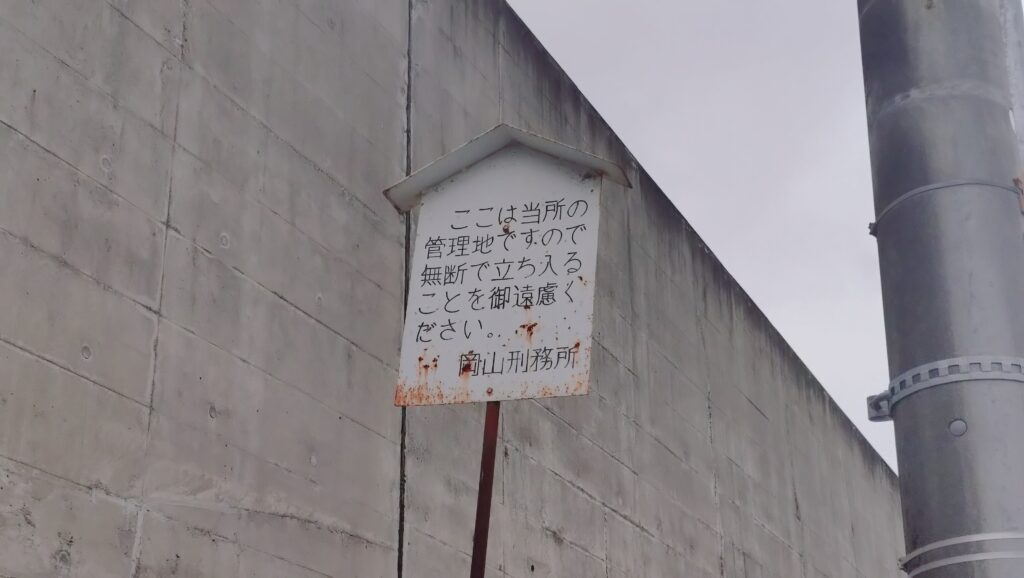 ここは当所の
管理地ですので
無断で立ち入る
ことを御遠慮く
ださい。
岡山刑務所